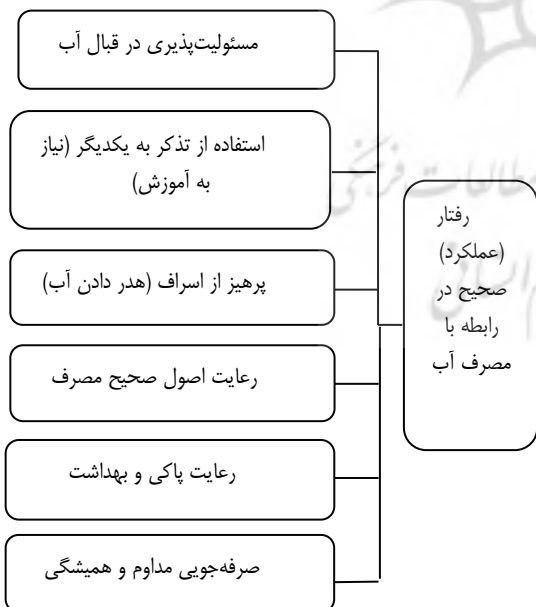 مسئولیت‌پذیری در قبال آب
استفاده از تذکر به یکدیگر (نیاز
به آموزش)
پرهیز از اسراف (هدر دادن آب)
رعایت اصول صحیح مصرف
رعایت پاکی و بهداشت
صرفه‌جویی مداوم و همیشگی
رفتار
(عملکرد)
صحیح در
رابطه با
مصرف آب